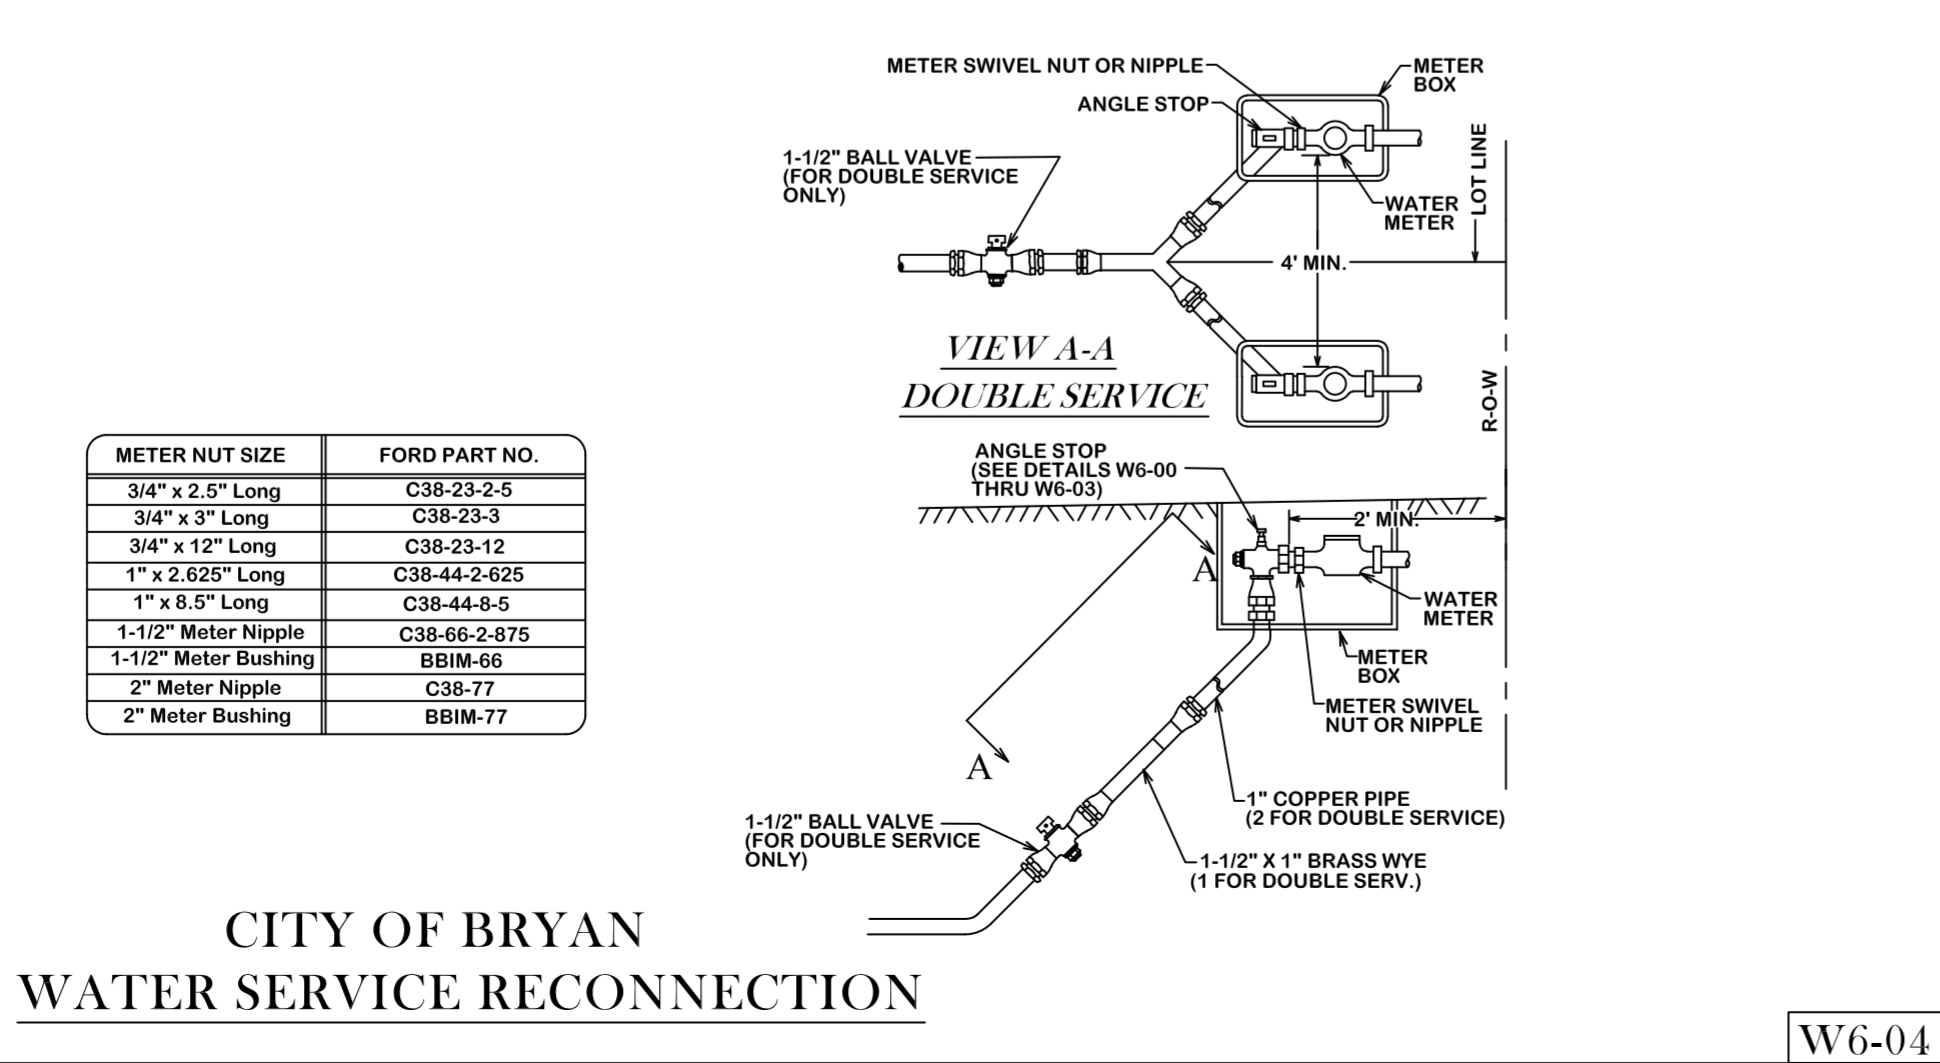 METER SWIVEL NUT OR NIPPLE
METER
BOX
ANGLE STOP
1-1/2" BALL VALVE
(FOR DOUBLE SERVICE
ONLY)
LOT LINE
WATER
METER
4' MIN.
VIEW A-A
DOUBLE SERVICE
R-O-W
METER NUT SIZE FORD PART NO.
3/4" x 2.5" Long C38-23-2-5
3/4" x 3" Long C38-23-3
3/4" x 12" Long C38-23-12
1" x 2.625" Long C38-44-2-625
1" x 8.5" Long C38-44-8-5
1-1/2" Meter Nipple C38-66-2-875
1-1/2" Meter Bushing BBIM-66
2" Meter Nipple C38-77
2" Meter Bushing BBIM-77
ANGLE STOP
(SEE DETAILS W6-00
THRU W6-03)
2' MIN.
A
WATER
METER
METER
BOX
METER SWIVEL
NUT OR NIPPLE
A
1" COPPER PIPE
(2 FOR DOUBLE SERVICE)
1-1/2" BALL VALVE
(FOR DOUBLE SERVICE
ONLY)
1-1/2" X 1" BRASS WYE
(1 FOR DOUBLE SERV.)
CITY OF BRYAN
WATER SERVICE RECONNECTION
W6-04